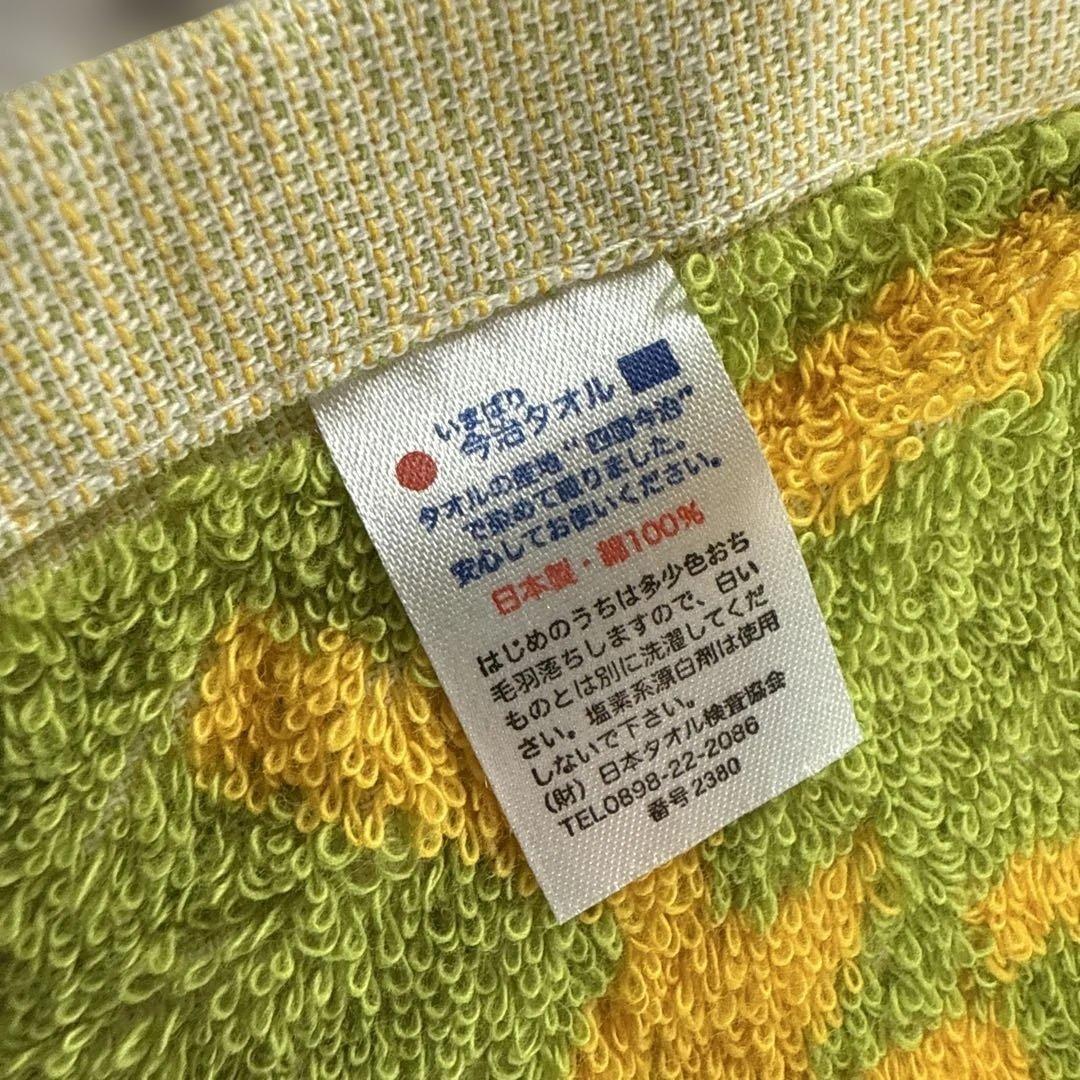 いまばり
今治タオル
タオルの産地“四国今治”
で染めて織りました。
安心してお使いください。
日本製・綿100%
はじめのうちは多少色おち
毛羽落ちしますので、白い
ものとは別に洗濯してくだ
さい。塩素系漂白剤は使用
しないで下さい。
(財)日本タオル検査協会
TEL0898-22-2086
番号2380